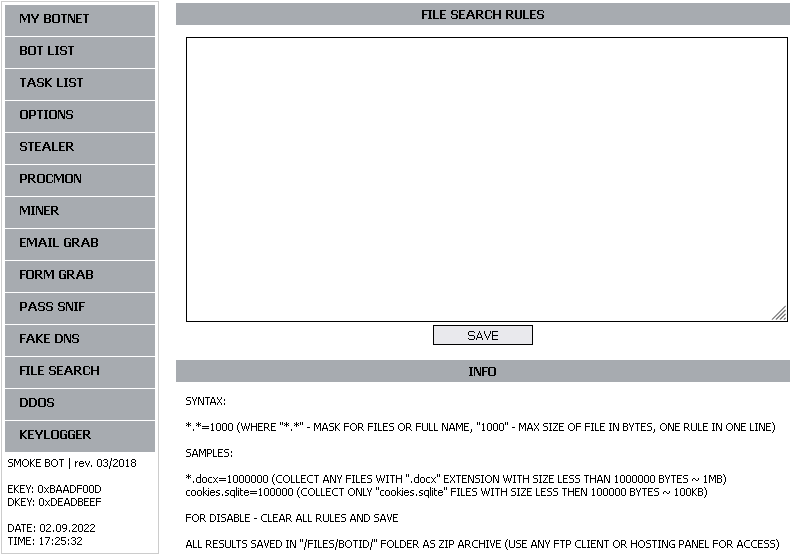 MY BOTNET
BOT LIST
TASK LIST
OPTIONS
STEALER
PROCMON
MINER
EMAIL GRAB
FORM GRAB
PASS SNIF
FAKE DNS
FILE SEARCH
DDOS
KEYLOGGER
SMOKE BOT | rev. 03/2018
EKEY: 0xBAADF00D
DKEY: 0xDEADBEEF
DATE: 02.09.2022
TIME: 17:25:32
FILE SEARCH RULES
SAVE
INFO
SYNTAX:
*.*=1000 (WHERE "*.*" - MASK FOR FILES OR FULL NAME, "1000" - MAX SIZE OF FILE IN BYTES, ONE RULE IN ONE LINE)
SAMPLES:
*.docx=1000000 (COLLECT ANY FILES WITH ".docx" EXTENSION WITH SIZE LESS THAN 1000000 BYTES ~ 1MB)
cookies.sqlite=100000 (COLLECT ONLY "cookies.sqlite" FILES WITH SIZE LESS THEN 100000 BYTES ~ 100KB)
FOR DISABLE - CLEAR ALL RULES AND SAVE
ALL RESULTS SAVED IN "/FILES/BOTID/" FOLDER AS ZIP ARCHIVE (USE ANY FTP CLIENT OR HOSTING PANEL FOR ACCESS)